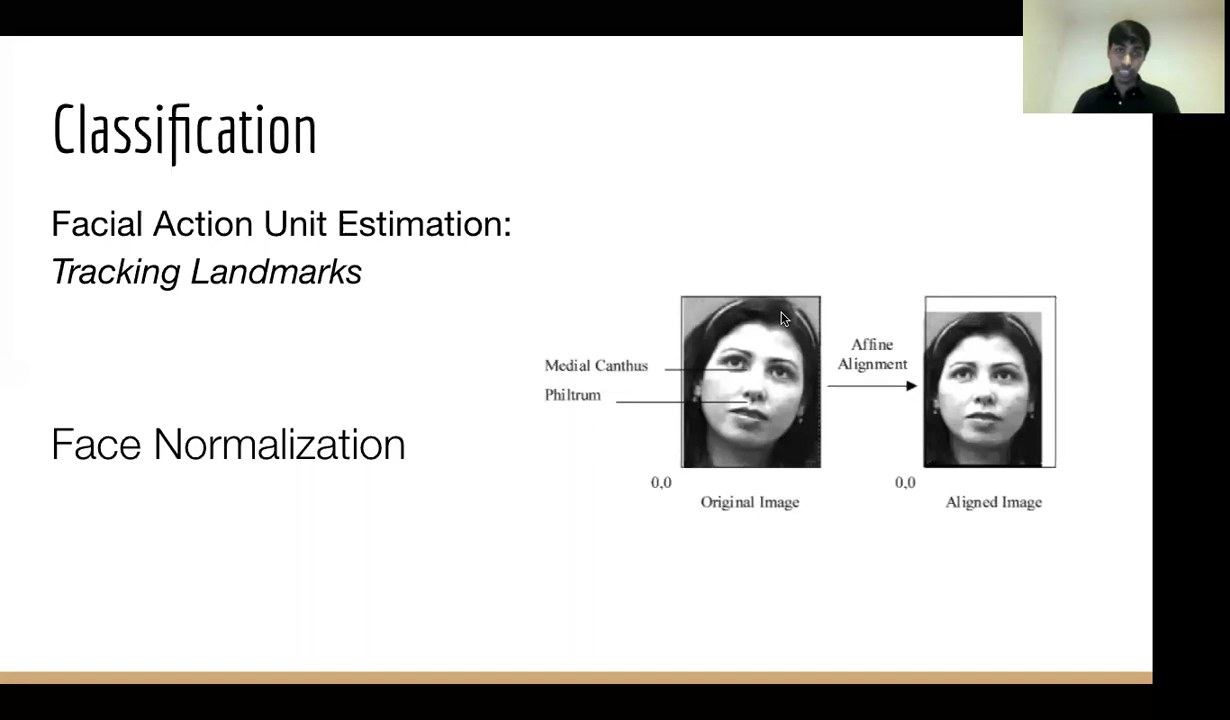 Classification
Facial Action Unit Estimation:
Tracking Landmarks
Face Normalization
Medial Canthus
Philtrum
Affine
Alignment
0,0
Original Image
0,0
Aligned Image